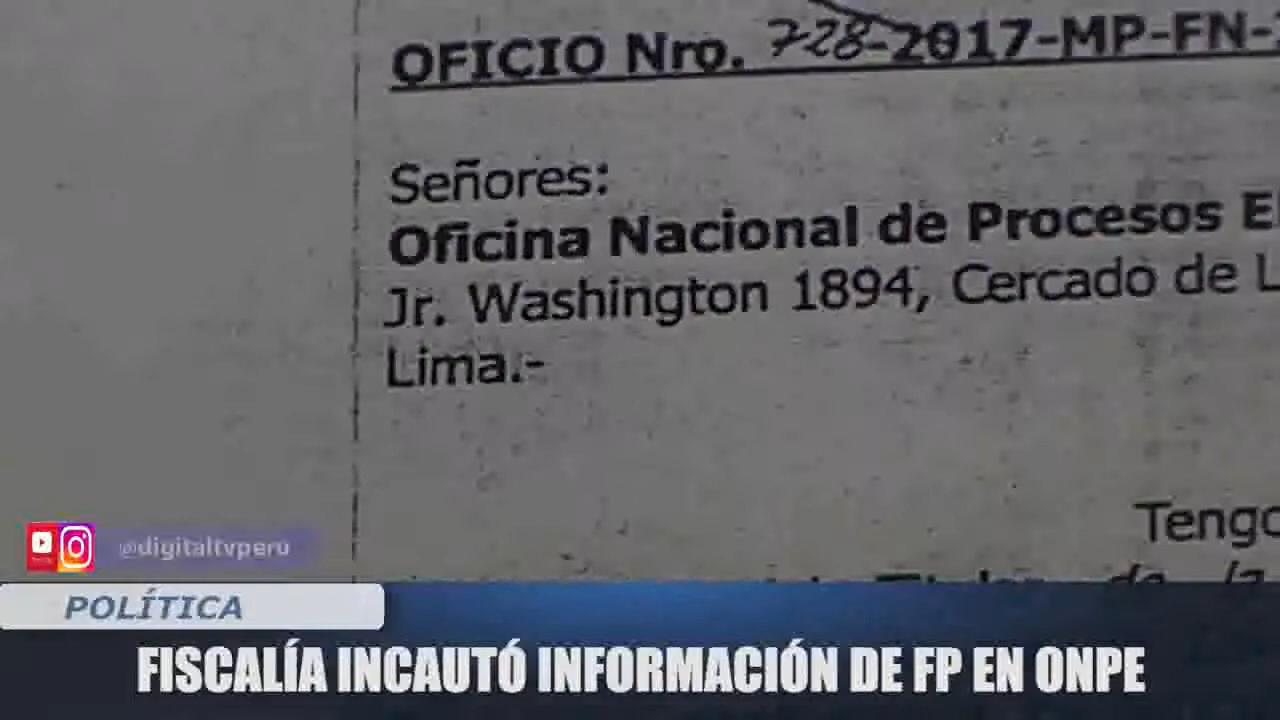 OFICIO Nro. 728-2017-MP-FN-
Señores:
Oficina Nacional de Procesos E
Jr. Washington 1894, Cercado de L
Lima.-
Tengo
@digitaltvperu
POLÍTICA
FISCALÍA INCAUTÓ INFORMACIÓN DE FP EN ONPE